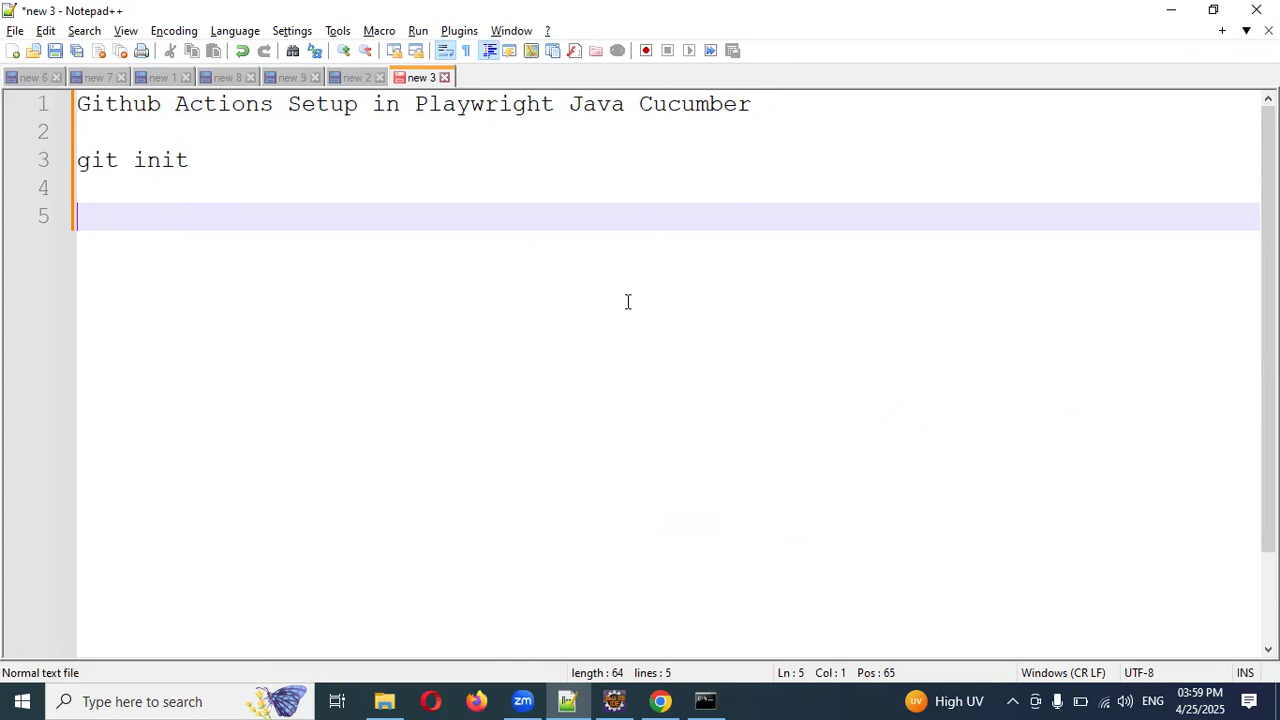 *new 3 - Notepad++
File Edit Search View Encoding Language Settings Tools Macro Run Plugins Window ?
new 6 new 7 new 1 new 8 new 9 new 2 new 3
1 Github Actions Setup in Playwright Java Cucumber
2
3 git init
4
5
Normal text file length : 64 lines : 5 Ln : 5 Col : 1 Pos : 65 Windows (CR LF) UTF-8 INS
Type here to search zm High UV ENG 03:59 PM
4/25/2025